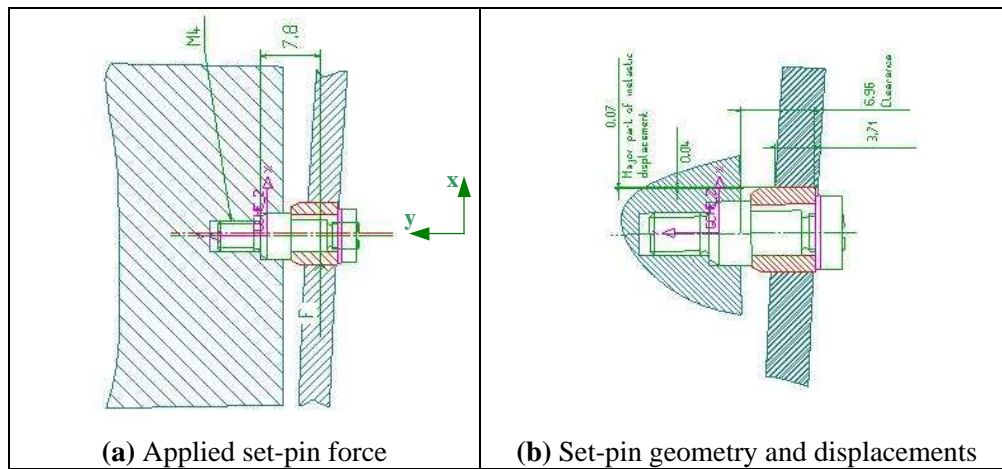 M4
7.8
F
x
y
x
(a) Applied set-pin force
0.07
Major part of inelastic
displacement
0.04
6.96
Clearance
3.71
(b) Set-pin geometry and displacements